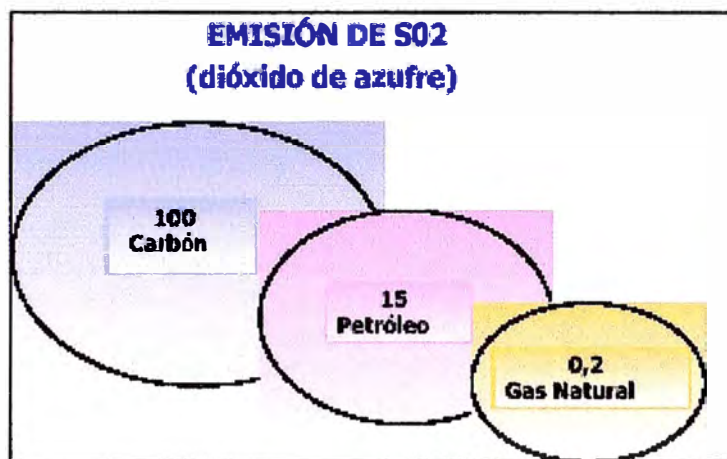 EMISIÓN DE S02
(dióxido de azufre)
100
Carbón
15
Petróleo
0,2
Gas Natural